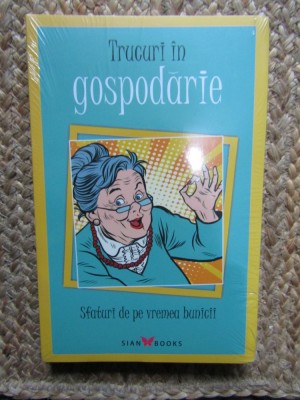 Trucuri în
gospodărie
Sfaturi de pe vremea bunicii
SIAN BOOKS